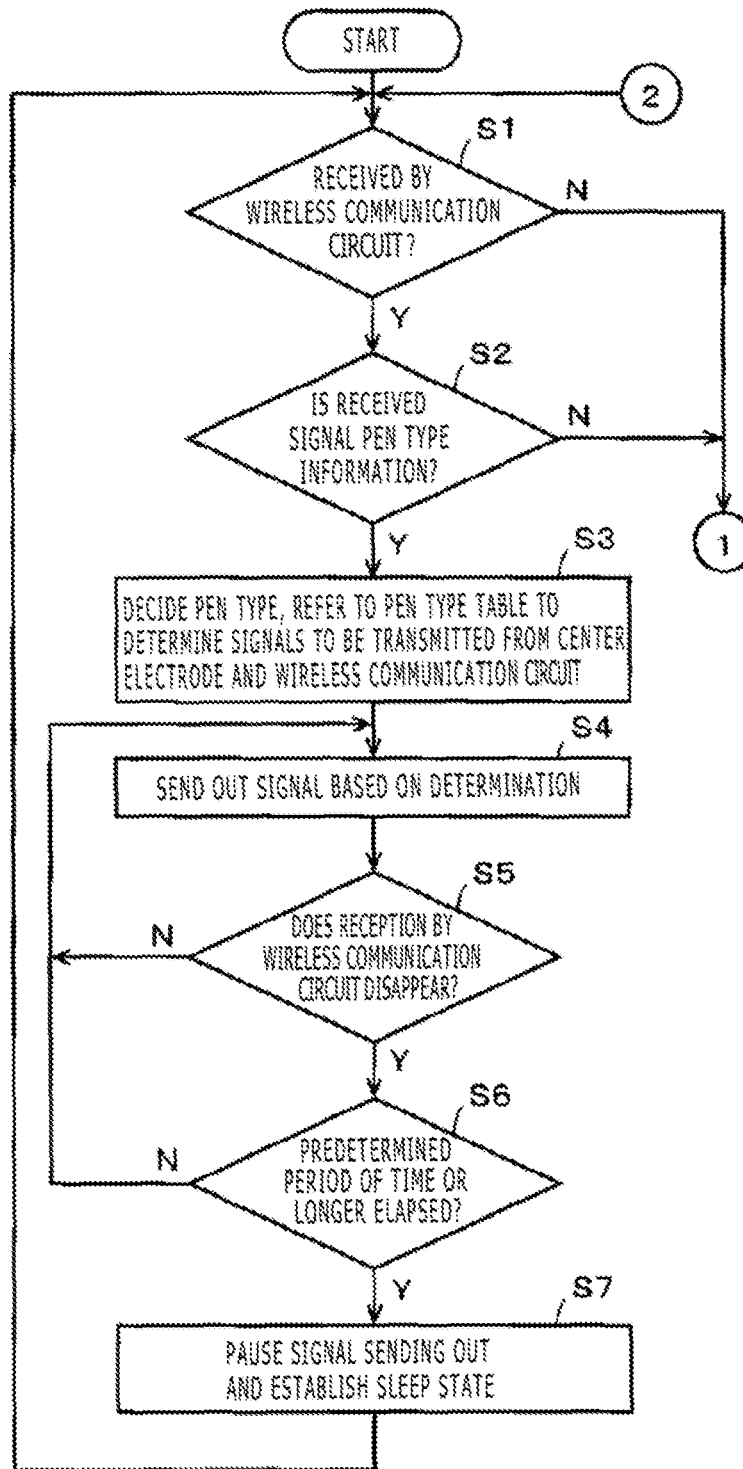 START
2
S1
RECEIVED BY
WIRELESS COMMUNICATION
CIRCUIT?
N
Y
S2
IS RECEIVED
SIGNAL PEN TYPE
INFORMATION?
N
Y
1
S3
DECIDE PEN TYPE, REFER TO PEN TYPE TABLE TO
DETERMINE SIGNALS TO BE TRANSMITTED FROM CENTER
ELECTRODE AND WIRELESS COMMUNICATION CIRCUIT
S4
SEND OUT SIGNAL BASED ON DETERMINATION
S5
DOES RECEPTION BY
WIRELESS COMMUNICATION
CIRCUIT DISAPPEAR?
N
Y
S6
PREDETERMINED
PERIOD OF TIME OR
LONGER ELAPSED?
N
Y
S7
PAUSE SIGNAL SENDING OUT
AND ESTABLISH SLEEP STATE